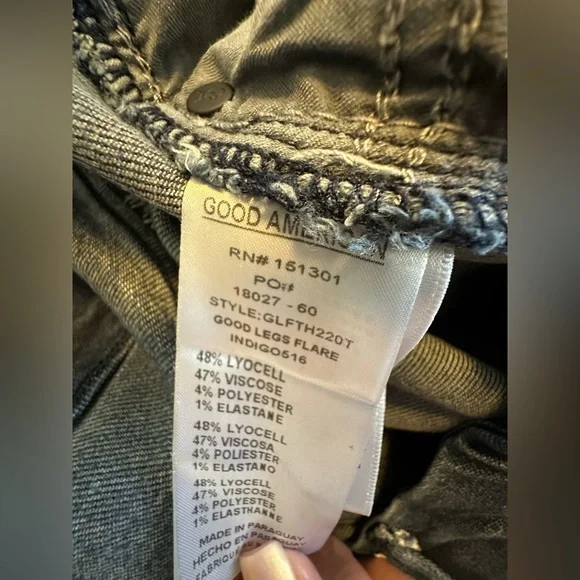 GOOD AMERICAN
RN# 151301
PO#
18027 - 60
STYLE:GLFTH220T
GOOD LEGS FLARE
INDIGO516
48% LYOCELL
47% VISCOSE
4% POLYESTER
1% ELASTANE
48% LYOCELL
47% VISCOSA
4% POLIESTER
1% ELASTANO
48% LYOCELL
47% VISCOSE
4% POLYESTER
1% ELASTHANNE
MADE IN PARAGUAY
HECHO EN PARAGUAY